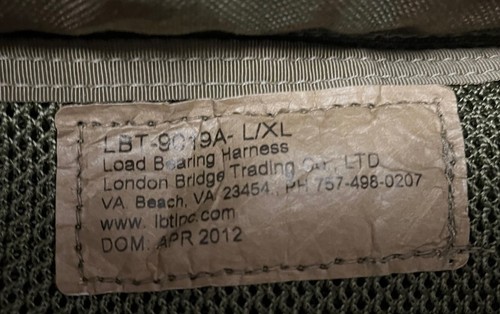 LBT-9019A- L/XL
Load Bearing Harness
London Bridge Trading Co., LTD
VA. Beach, VA. 23454 PH 757-498-0207
www. lbtinc.com
DOM. APR 2012